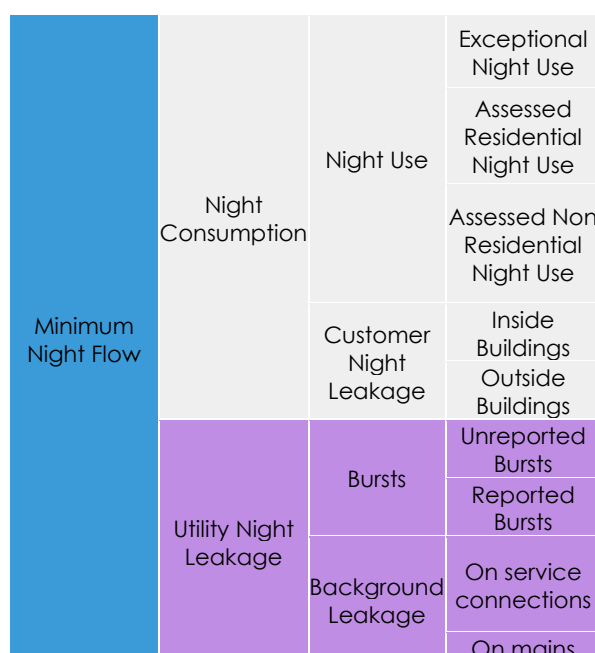 Minimum
Night Flow
Night
Consumption
Night Use
Exceptional
Night Use
Assessed
Residential
Night Use
Assessed Non
Residential
Night Use
Customer
Night
Leakage
Inside
Buildings
Outside
Buildings
Utility Night
Leakage
Bursts
Unreported
Bursts
Reported
Bursts
Background
Leakage
On service
connections
On mains